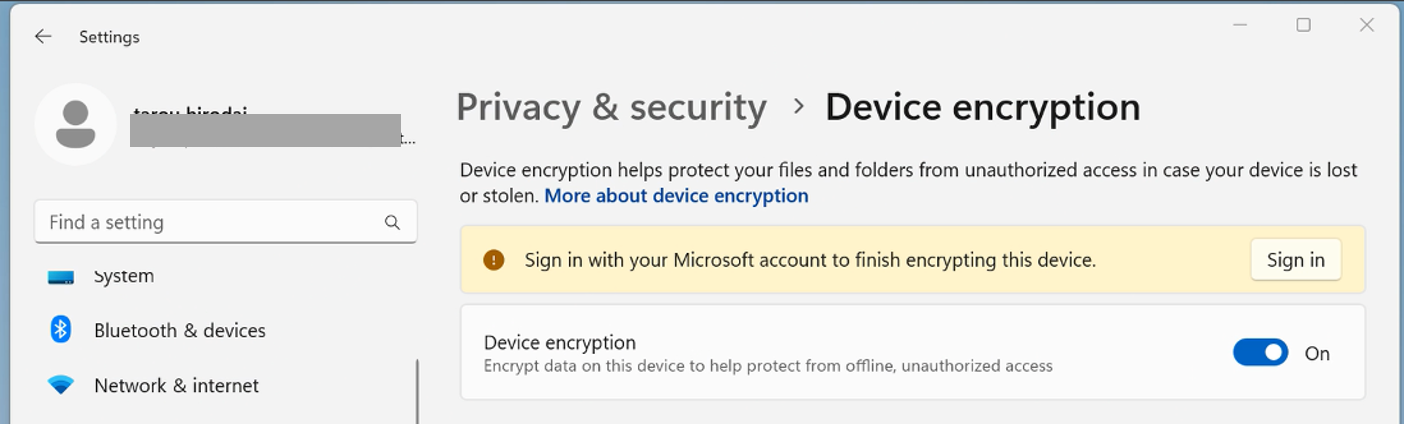 Settings
Privacy & security > Device encryption
Device encryption helps protect your files and folders from unauthorized access in case your device is lost
or stolen. More about device encryption
Find a setting
Sign in with your Microsoft account to finish encrypting this device.
Sign in
System
Bluetooth & devices
Network & internet
Device encryption
Encrypt data on this device to help protect from offline, unauthorized access
On